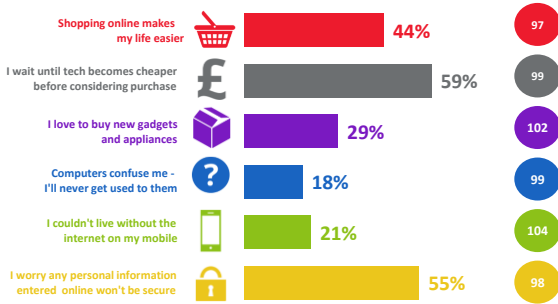 Shopping online makes
my life easier
44%
97
I wait until tech becomes cheaper
before considering purchase
£
59%
99
I love to buy new gadgets
and appliances
29%
102
Computers confuse me -
I'll never get used to them
?
18%
99
I couldn't live without the
internet on my mobile
21%
104
I worry any personal information
entered online won't be secure
55%
98